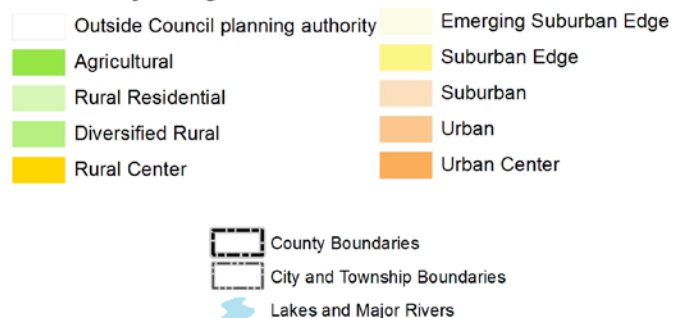 Outside Council planning authority
Agricultural
Rural Residential
Diversified Rural
Rural Center
Emerging Suburban Edge
Suburban Edge
Suburban
Urban
Urban Center
County Boundaries
City and Township Boundaries
Lakes and Major Rivers